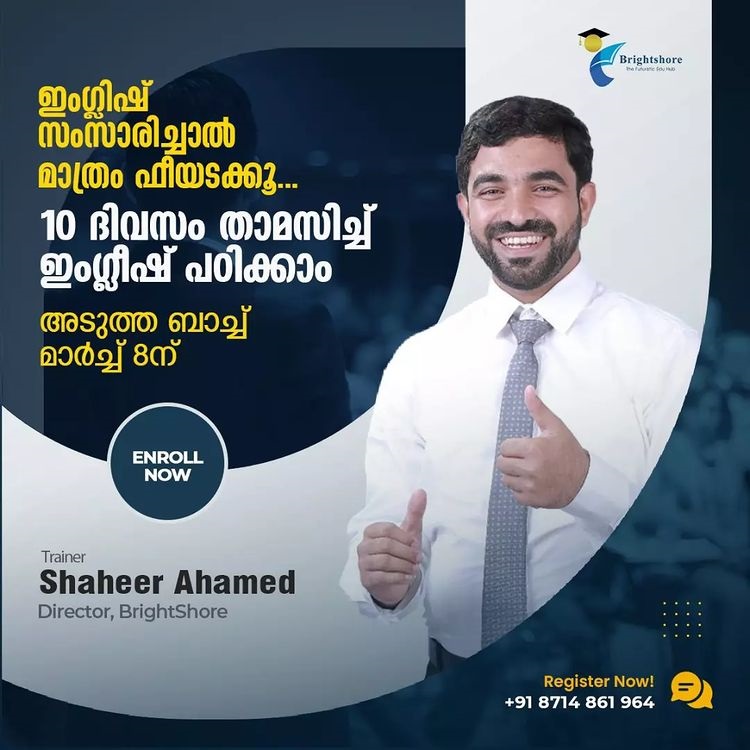 Brightshore
The Futuristic Edu Hub
ഇംഗ്ലിഷ്
സംസാരിച്ചാൽ
മാത്രം ഫീയടക്കൂ...
10 ദിവസം താമസിച്ച്
ഇംഗ്ലീഷ് പഠിക്കാം
അടുത്ത ബാച്ച്
മാർച്ച് 8ന്
ENROLL
NOW
Trainer
Shaheer Ahamed
Director, BrightShore
Register Now!
+91 8714 861 964